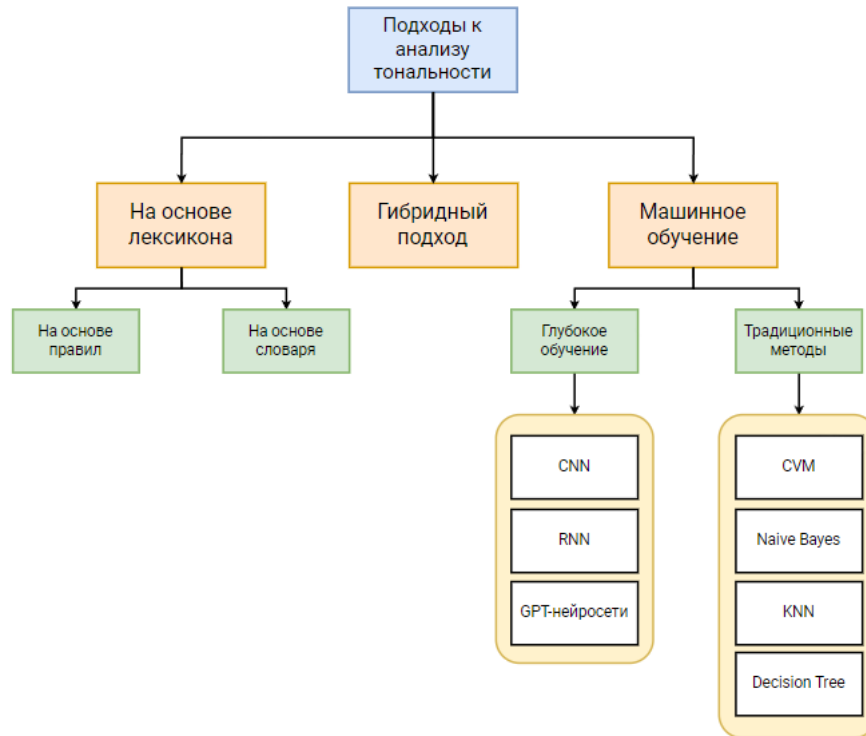 Подходы к
анализу
тональности
На основе
лексикона
Гибридный
подход
Машинное
обучение
На основе
правил
На основе
словаря
Глубокое
обучение
Традиционные
методы
CNN
RNN
GPT-нейросети
CVM
Naive Bayes
KNN
Decision Tree